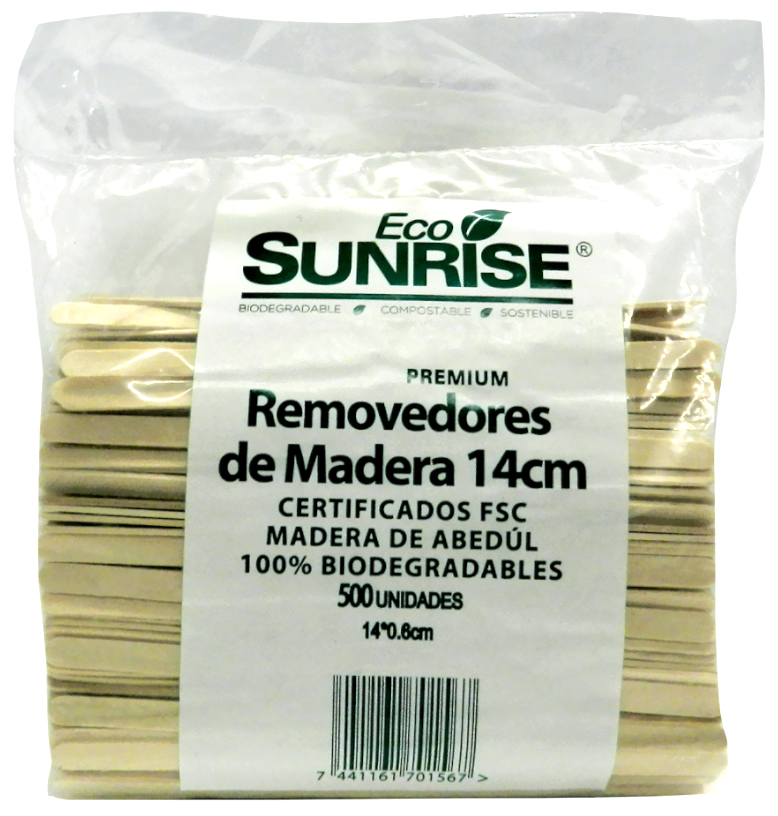 Eco
SUNRISE®
BIODEGRADABLE COMPOSTABLE SOSTENIBLE
PREMIUM
Removedores
de Madera 14cm
CERTIFICADOS FSC
MADERA DE ABEDÚL
100% BIODEGRADABLES
500 UNIDADES
14*0.6cm
7 441161 701567 >